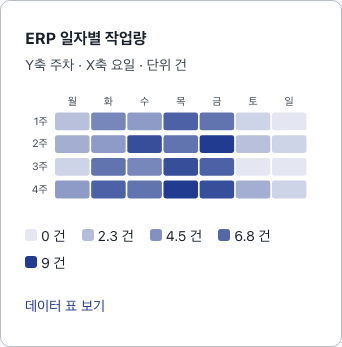 ERP 일자별 작업량
Y축 주차 · X축 요일 · 단위 건
월 화 수 목 금 토 일
1주
2주
3주
4주
0 건 2.3 건 4.5 건 6.8 건
9 건
데이터 표 보기